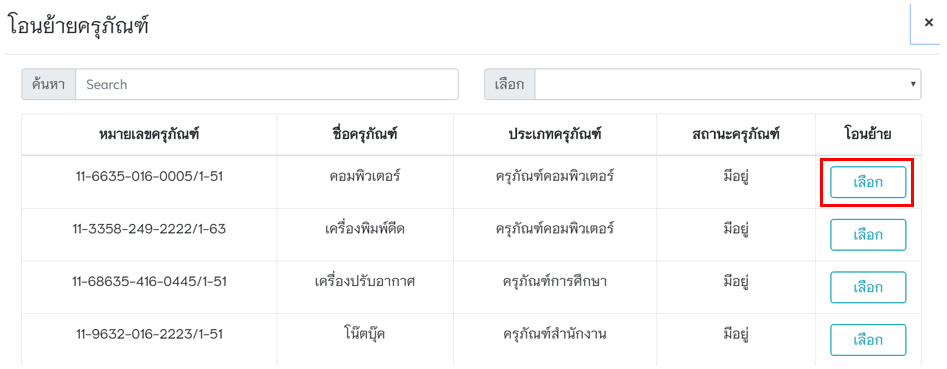 โอนย้ายครุภัณฑ์ ×
ค้นหา Search เลือก
หมายเลขครุภัณฑ์ ชื่อครุภัณฑ์ ประเภทครุภัณฑ์ สถานะครุภัณฑ์ โอนย้าย
11-6635-016-0005/1-51 คอมพิวเตอร์ ครุภัณฑ์คอมพิวเตอร์ มีอยู่ เลือก
11-3358-249-2222/1-63 เครื่องพิมพ์ดีด ครุภัณฑ์คอมพิวเตอร์ มีอยู่ เลือก
11-68635-416-0445/1-51 เครื่องปรับอากาศ ครุภัณฑ์การศึกษา มีอยู่ เลือก
11-9632-016-2223/1-51 โน๊ตบุ๊ค ครุภัณฑ์สำนักงาน มีอยู่ เลือก